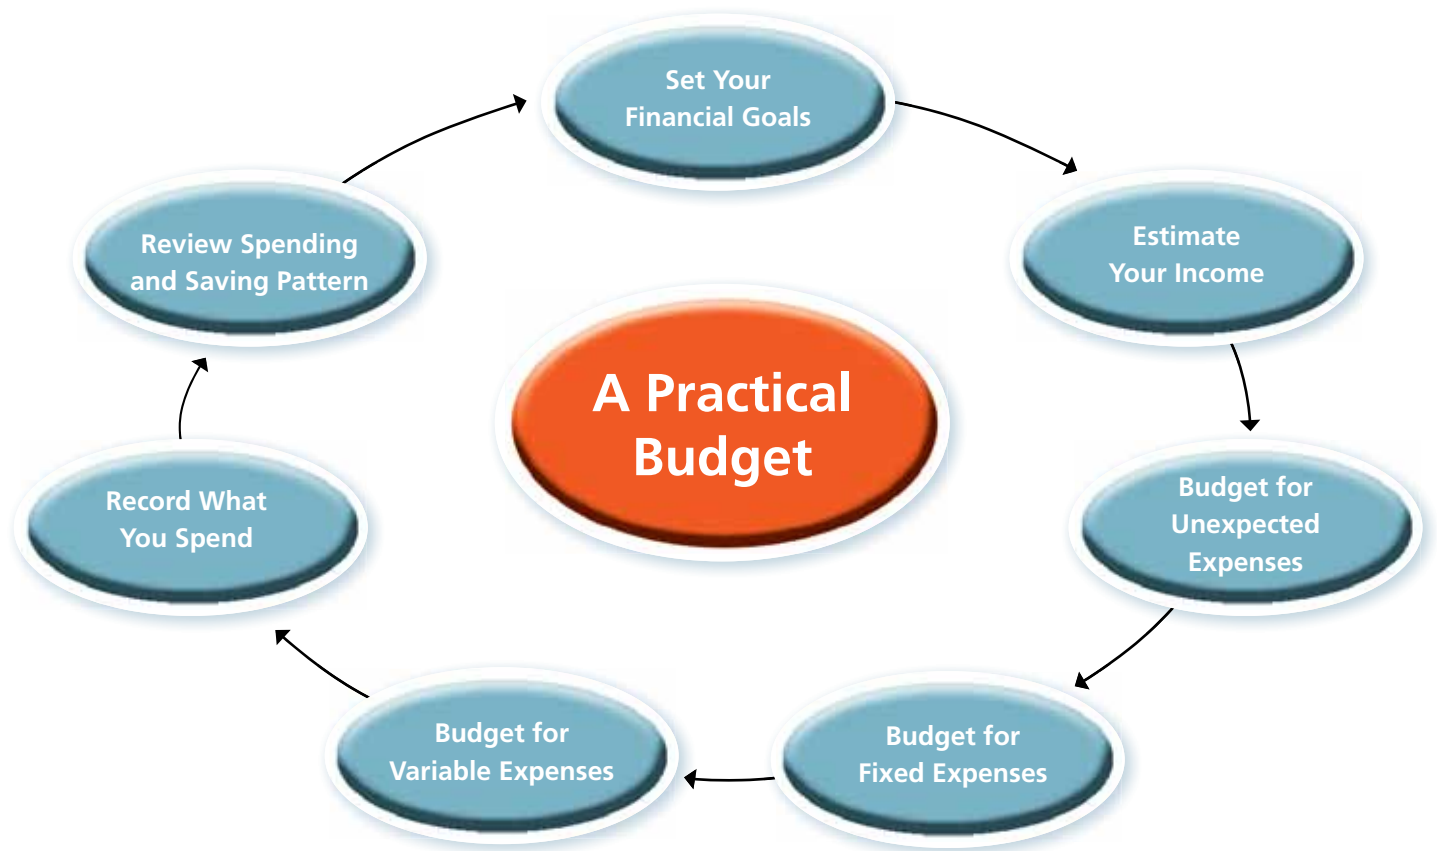 Set Your
Financial Goals
Estimate
Your Income
Budget for
Unexpected
Expenses
Budget for
Fixed Expenses
Budget for
Variable Expenses
Record What
You Spend
Review Spending
and Saving Pattern
A Practical
Budget